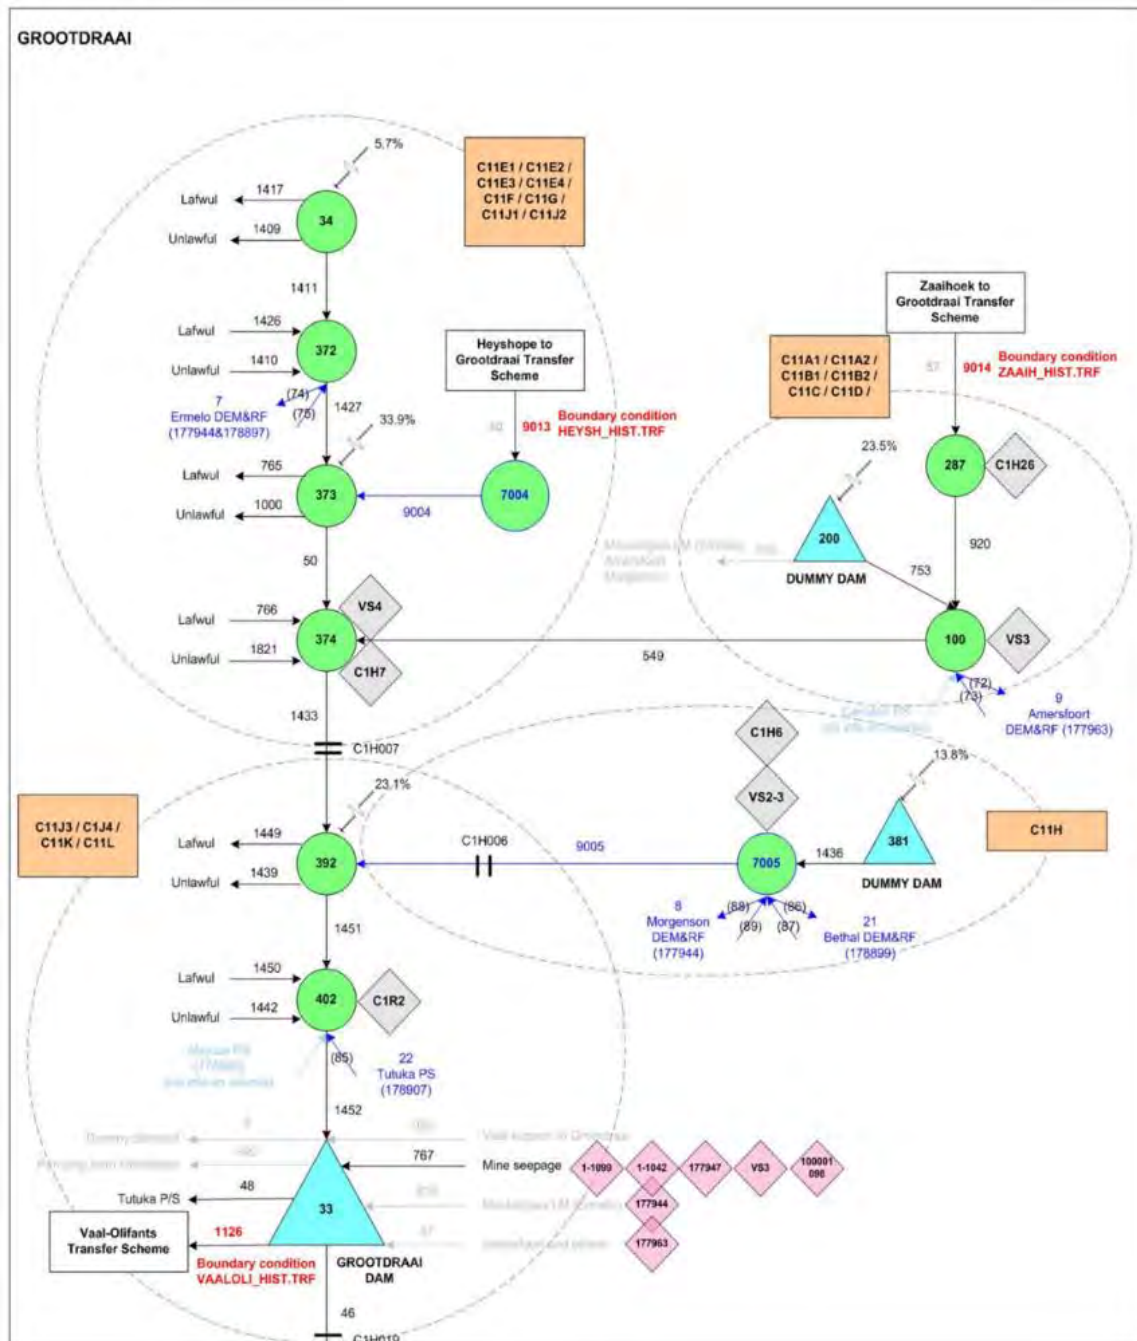 GROOTDRAAI
5.7%
C11E1 / C11E2 /
C11E3 / C11E4 /
C11F / C11G /
C11J1 / C11J2
1417
Lafwul
34
1409
Unlawful
1411
Zaaihoek to
Grootdraai Transfer
Scheme
1426
Lafwul
372
1410
Unlawful
Heyshope to
Grootdraai Transfer
Scheme
C11A1 / C11A2 /
C11B1 / C11B2 /
C11C / C11D /
57
9014
Boundary condition
ZAAIH_HIST.TRF
(74)
(75)
7
Ermelo DEM&RF
(177944&178897)
1427
33.9%
9013
Boundary condition
HEYSH_HIST.TRF
23.5%
765
Lafwul
373
1000
Unlawful
9004
7004
287
C1H26
50
200
DUMMY DAM
920
753
VS4
766
Lafwul
374
1821
Unlawful
C1H7
549
100
VS3
(72)
(73)
9
Amersfoort
DEM&RF (177963)
1433
C1H007
C1H6
13.8%
VS2-3
23.1%
C11J3 / C1J4 /
C11K / C11L
C11H
1449
Lafwul
392
1439
Unlawful
C1H006
9005
7005
1436
381
DUMMY DAM
8
Morgenson
DEM&RF
(177944)
(88)
(89)
(86)
(87)
21
Bethal DEM&RF
(178899)
1451
1450
Lafwul
402
1442
Unlawful
C1R2
(85)
22
Tutuka PS
(178907)
1452
767
Mine seepage
1-1099
1-1042
177947
VS3
100001
098
48
Tutuka P/S
33
177944
Vaal-Olifants
Transfer Scheme
1126
177963
Boundary condition
VAALOLI_HIST.TRF
GROOTDRAAI
DAM
46
C1H019